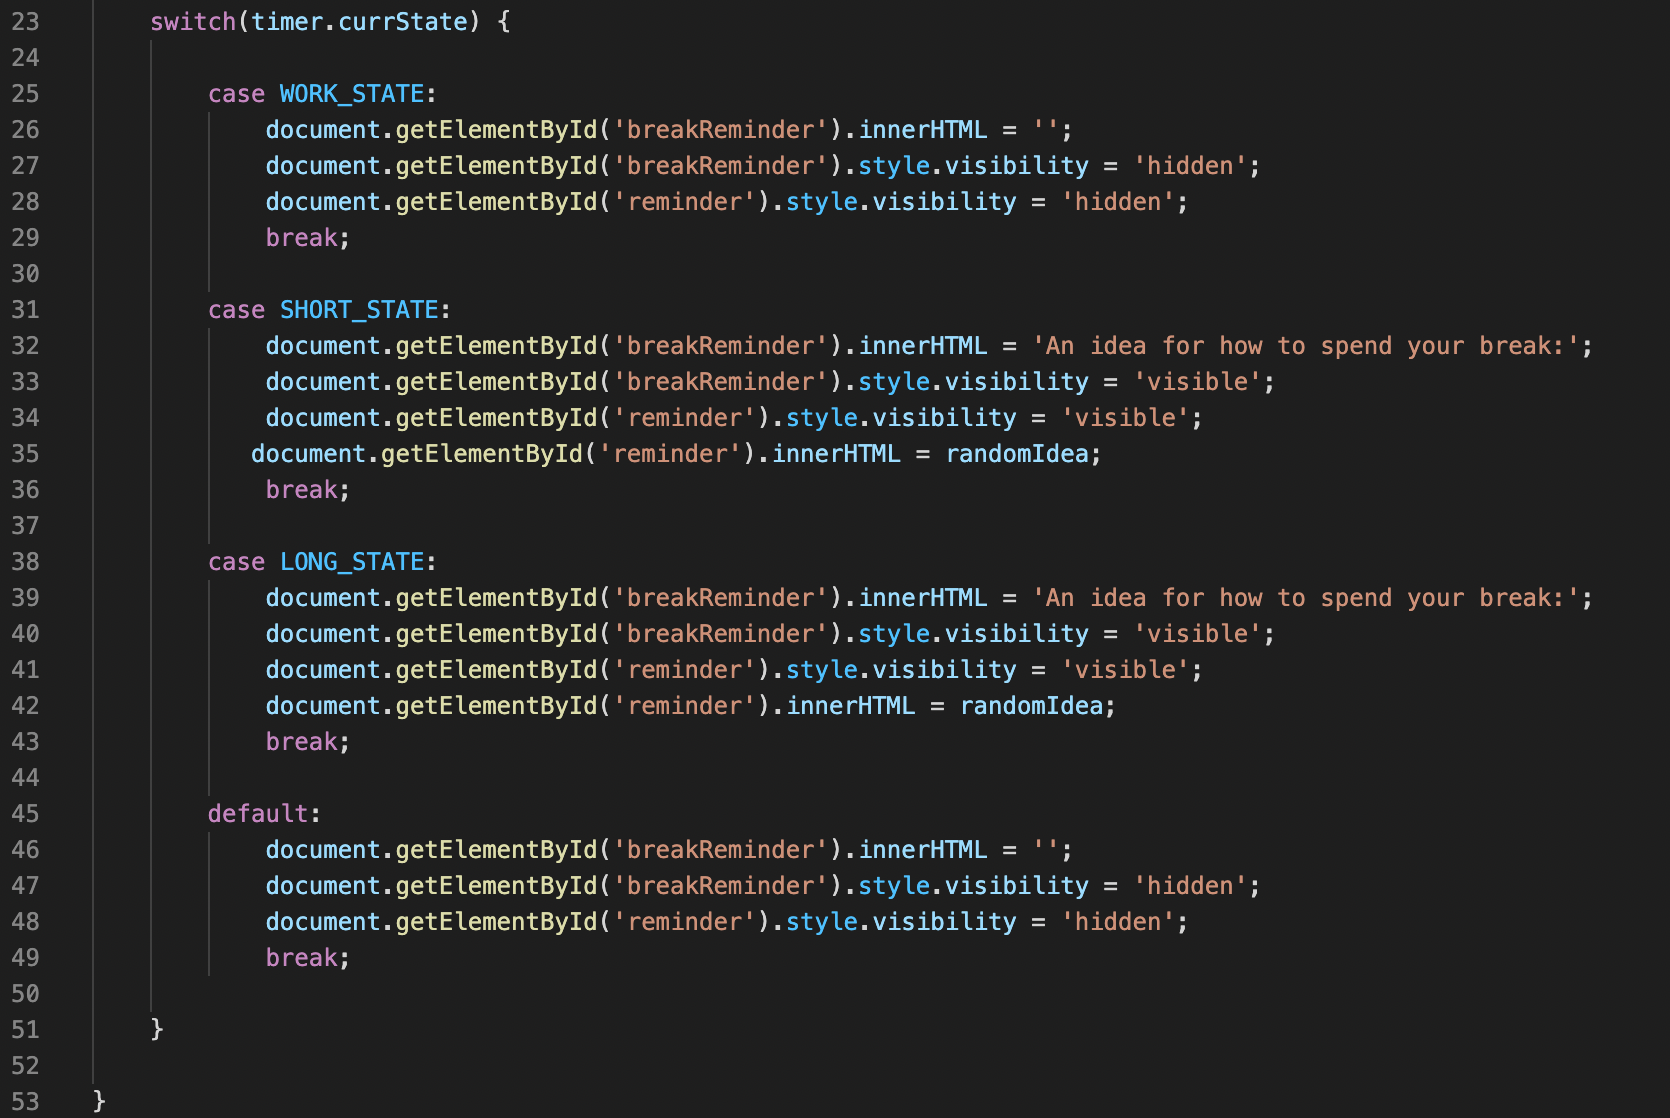 23 switch(timer.currState) {
24
25 case WORK_STATE:
26 document.getElementById('breakReminder').innerHTML = '';
27 document.getElementById('breakReminder').style.visibility = 'hidden';
28 document.getElementById('reminder').style.visibility = 'hidden';
29 break;
30
31 case SHORT_STATE:
32 document.getElementById('breakReminder').innerHTML = 'An idea for how to spend your break:';
33 document.getElementById('breakReminder').style.visibility = 'visible';
34 document.getElementById('reminder').style.visibility = 'visible';
35 document.getElementById('reminder').innerHTML = randomIdea;
36 break;
37
38 case LONG_STATE:
39 document.getElementById('breakReminder').innerHTML = 'An idea for how to spend your break:';
40 document.getElementById('breakReminder').style.visibility = 'visible';
41 document.getElementById('reminder').style.visibility = 'visible';
42 document.getElementById('reminder').innerHTML = randomIdea;
43 break;
44
45 default:
46 document.getElementById('breakReminder').innerHTML = '';
47 document.getElementById('breakReminder').style.visibility = 'hidden';
48 document.getElementById('reminder').style.visibility = 'hidden';
49 break;
50
51 }
52
53 }